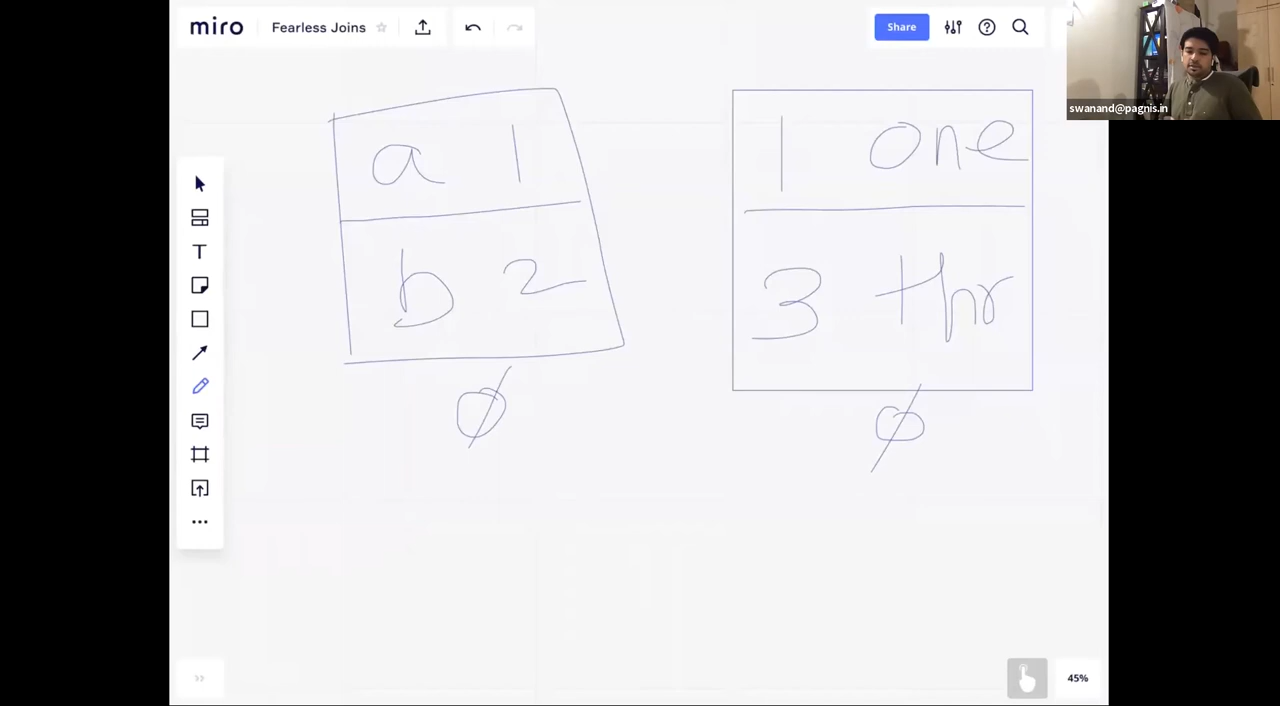 miro Fearless Joins
Share
swanand@pagnis.in
a 1
b 2
Ø
1 one
3 thr
Ø
T
45%